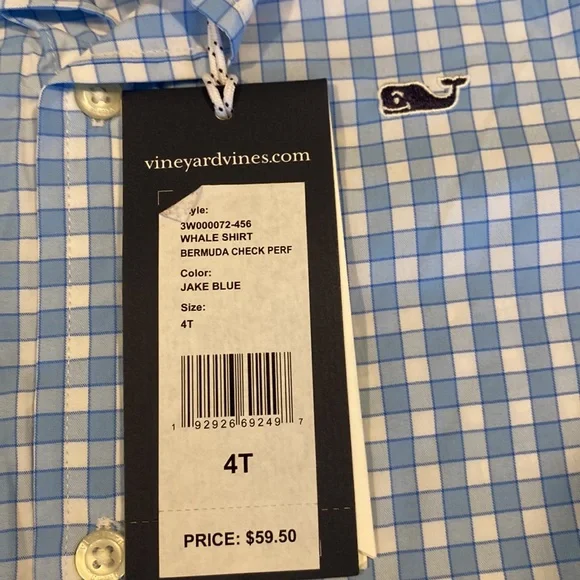 vineyardvines.com
yle:
3W000072-456
WHALE SHIRT
BERMUDA CHECK PERF
Color:
JAKE BLUE
Size:
4T
1 92926 69249 7
4T
PRICE: $59.50